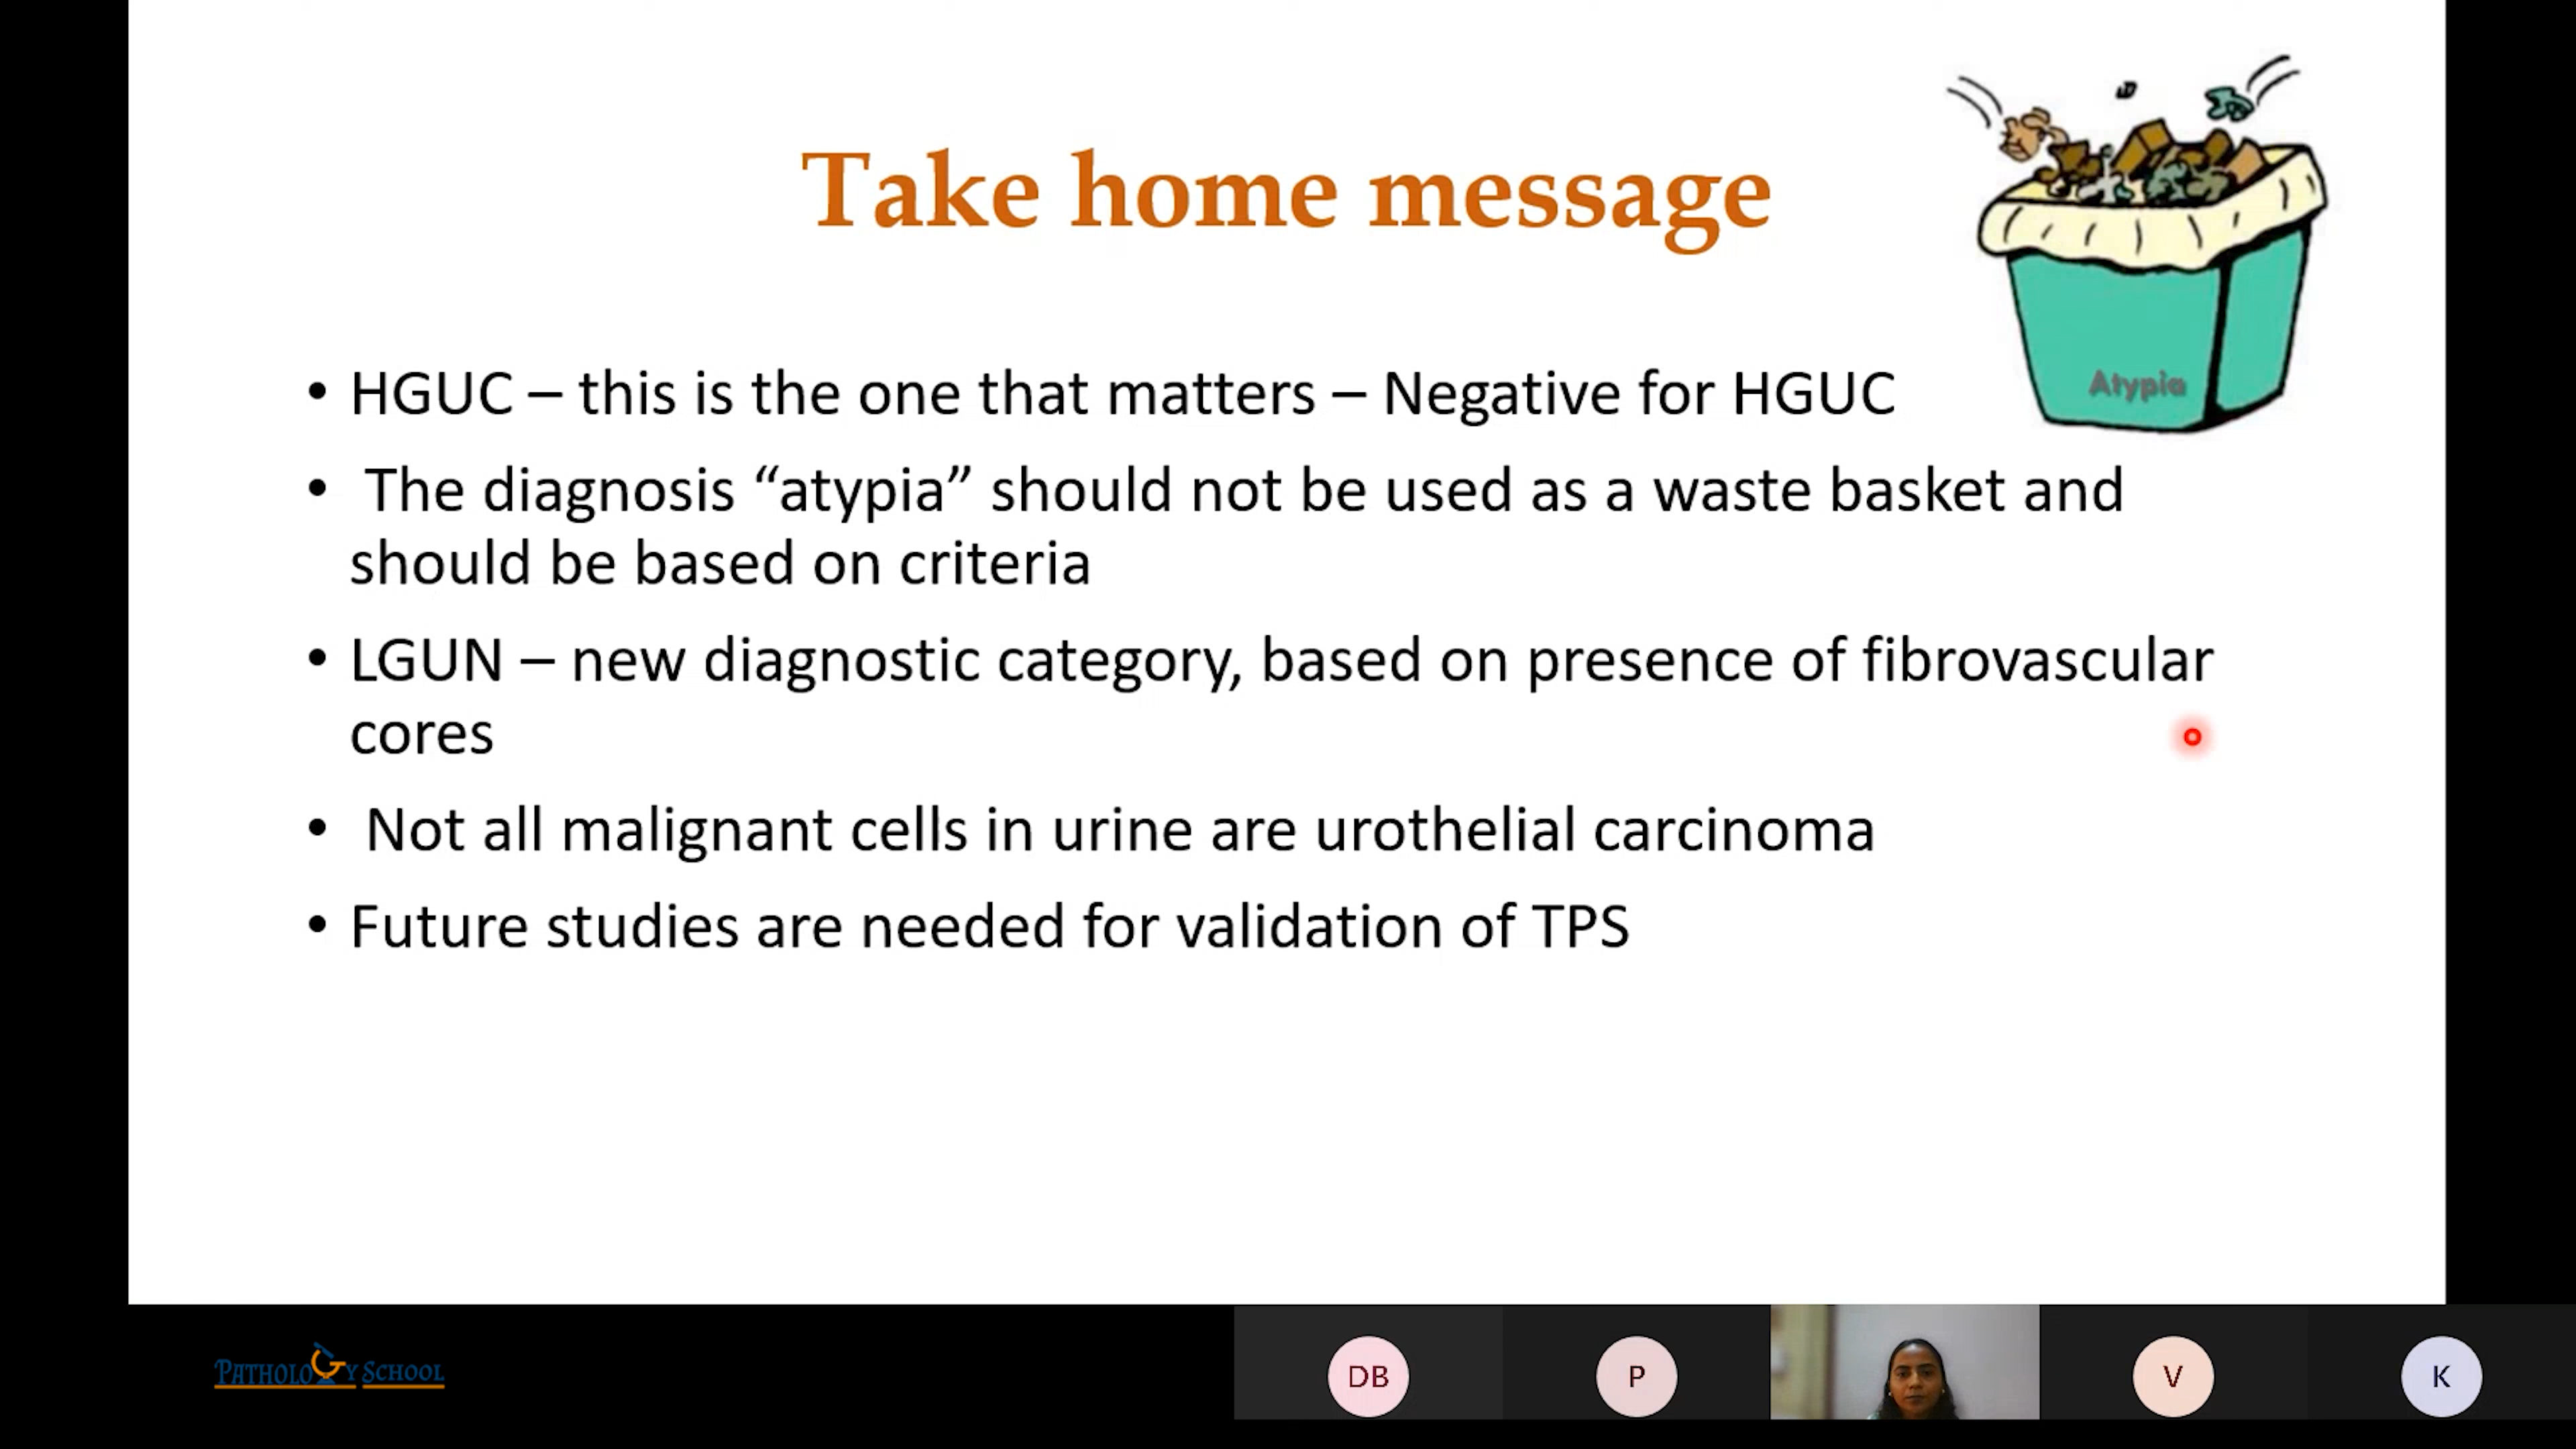 Take home message
Atypia
• HGUC – this is the one that matters – Negative for HGUC
• The diagnosis “atypia” should not be used as a waste basket and
should be based on criteria
• LGUN – new diagnostic category, based on presence of fibrovascular
cores
• Not all malignant cells in urine are urothelial carcinoma
• Future studies are needed for validation of TPS
PATHOLOGY SCHOOL
DB
P
V
K